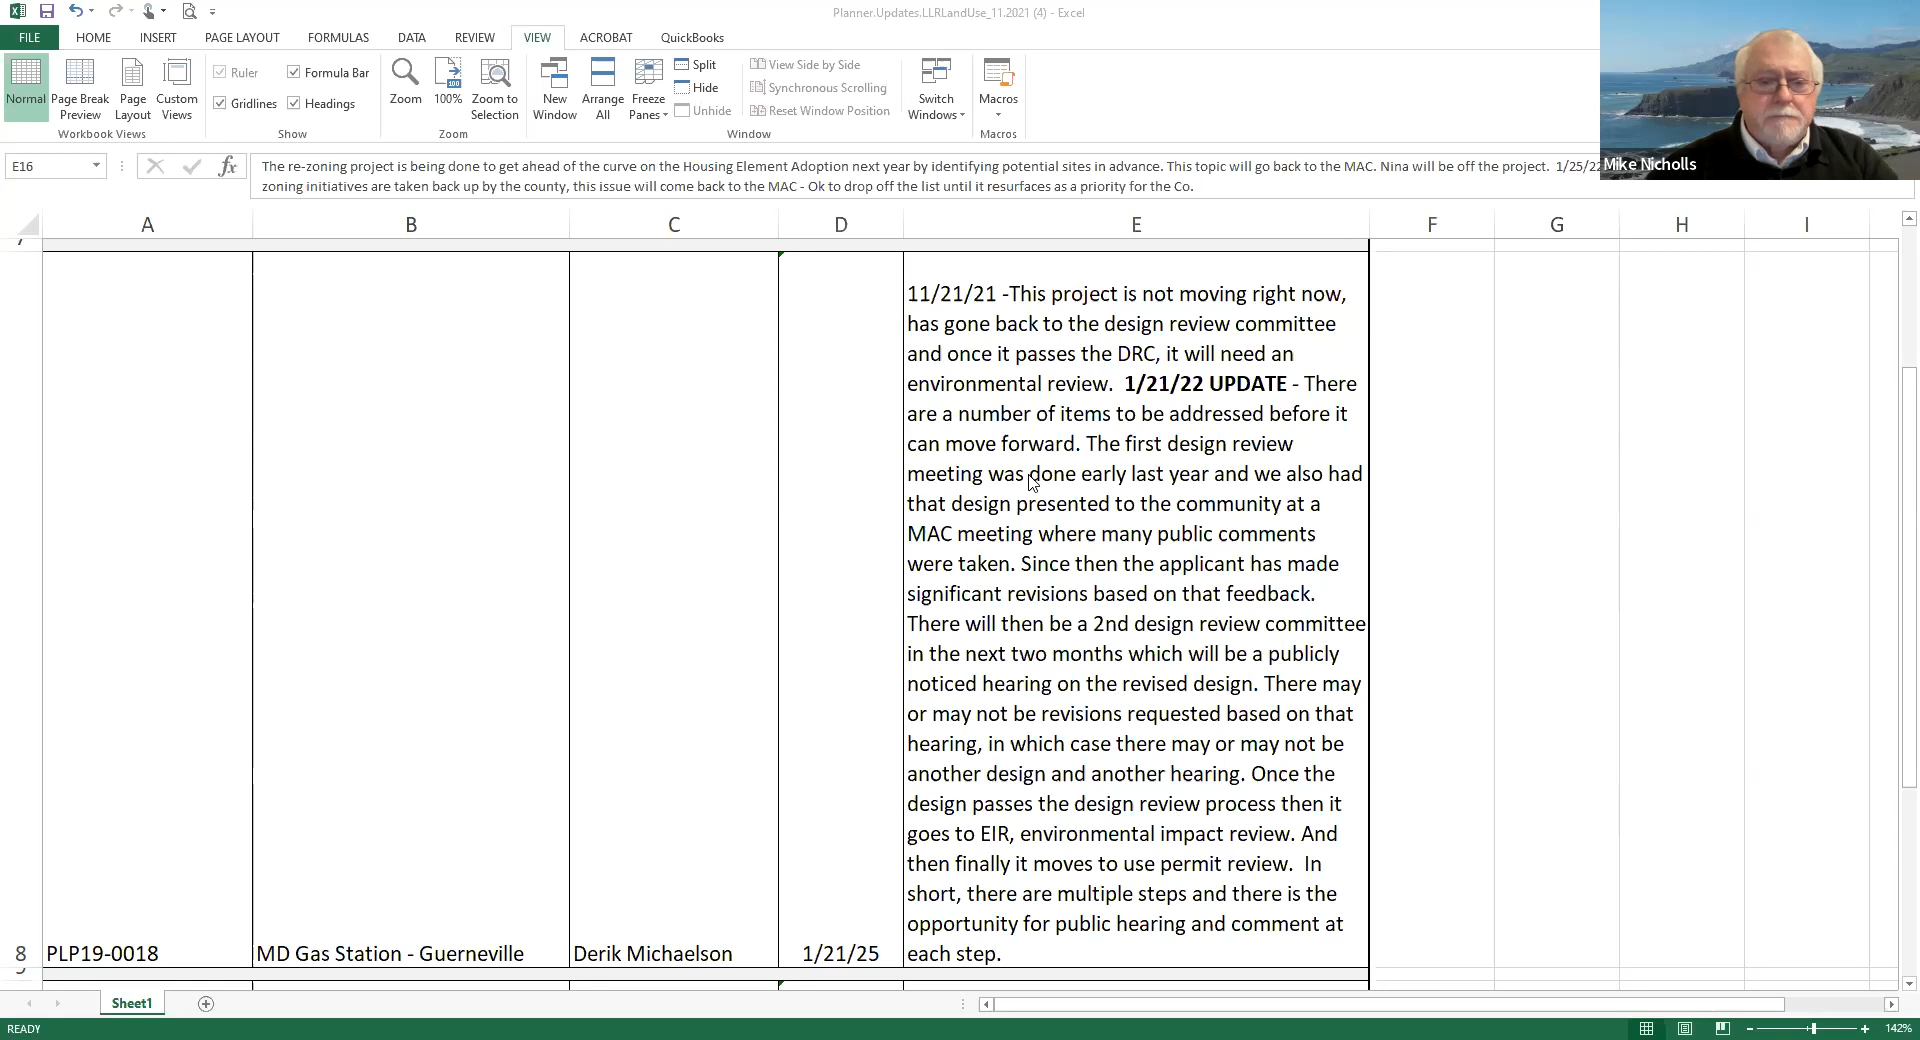 Planner.Updates.LLRLandUse_11.2021 (4) - Excel
FILE HOME INSERT PAGE LAYOUT FORMULAS DATA REVIEW VIEW ACROBAT QuickBooks
Normal
Page Break Preview
Page Layout
Custom Views
Workbook Views
Ruler
Formula Bar
Gridlines
Headings
Show
Zoom
100%
Zoom to Selection
Zoom
New Window
Arrange All
Freeze Panes
Split
Hide
Unhide
View Side by Side
Synchronous Scrolling
Reset Window Position
Window
Switch Windows
Macros
Macros
Mike Nicholls
E16
fx
The re-zoning project is being done to get ahead of the curve on the Housing Element Adoption next year by identifying potential sites in advance. This topic will go back to the MAC. Nina will be off the project. 1/25/22
zoning initiatives are taken back up by the county, this issue will come back to the MAC - Ok to drop off the list until it resurfaces as a priority for the Co.
A B C D E F G H I
11/21/21 -This project is not moving right now,
has gone back to the design review committee
and once it passes the DRC, it will need an
environmental review. 1/21/22 UPDATE - There
are a number of items to be addressed before it
can move forward. The first design review
meeting was done early last year and we also had
that design presented to the community at a
MAC meeting where many public comments
were taken. Since then the applicant has made
significant revisions based on that feedback.
There will then be a 2nd design review committee
in the next two months which will be a publicly
noticed hearing on the revised design. There may
or may not be revisions requested based on that
hearing, in which case there may or may not be
another design and another hearing. Once the
design passes the design review process then it
goes to EIR, environmental impact review. And
then finally it moves to use permit review. In
short, there are multiple steps and there is the
opportunity for public hearing and comment at
8 PLP19-0018 MD Gas Station - Guerneville Derik Michaelson 1/21/25 each step.
Sheet1
READY
142%